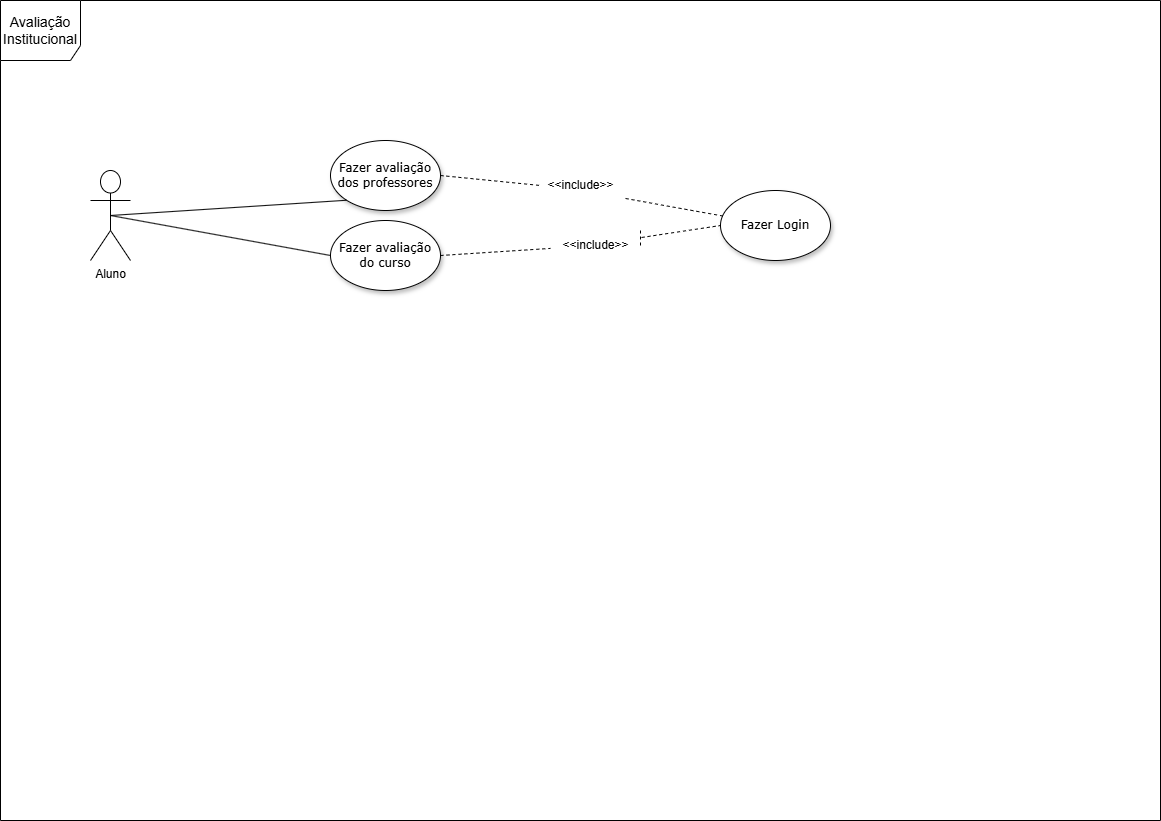 Avaliação
Institucional
Fazer avaliação
dos professores
<<include>>
Fazer Login
Fazer avaliação
do curso
<<include>>
Aluno